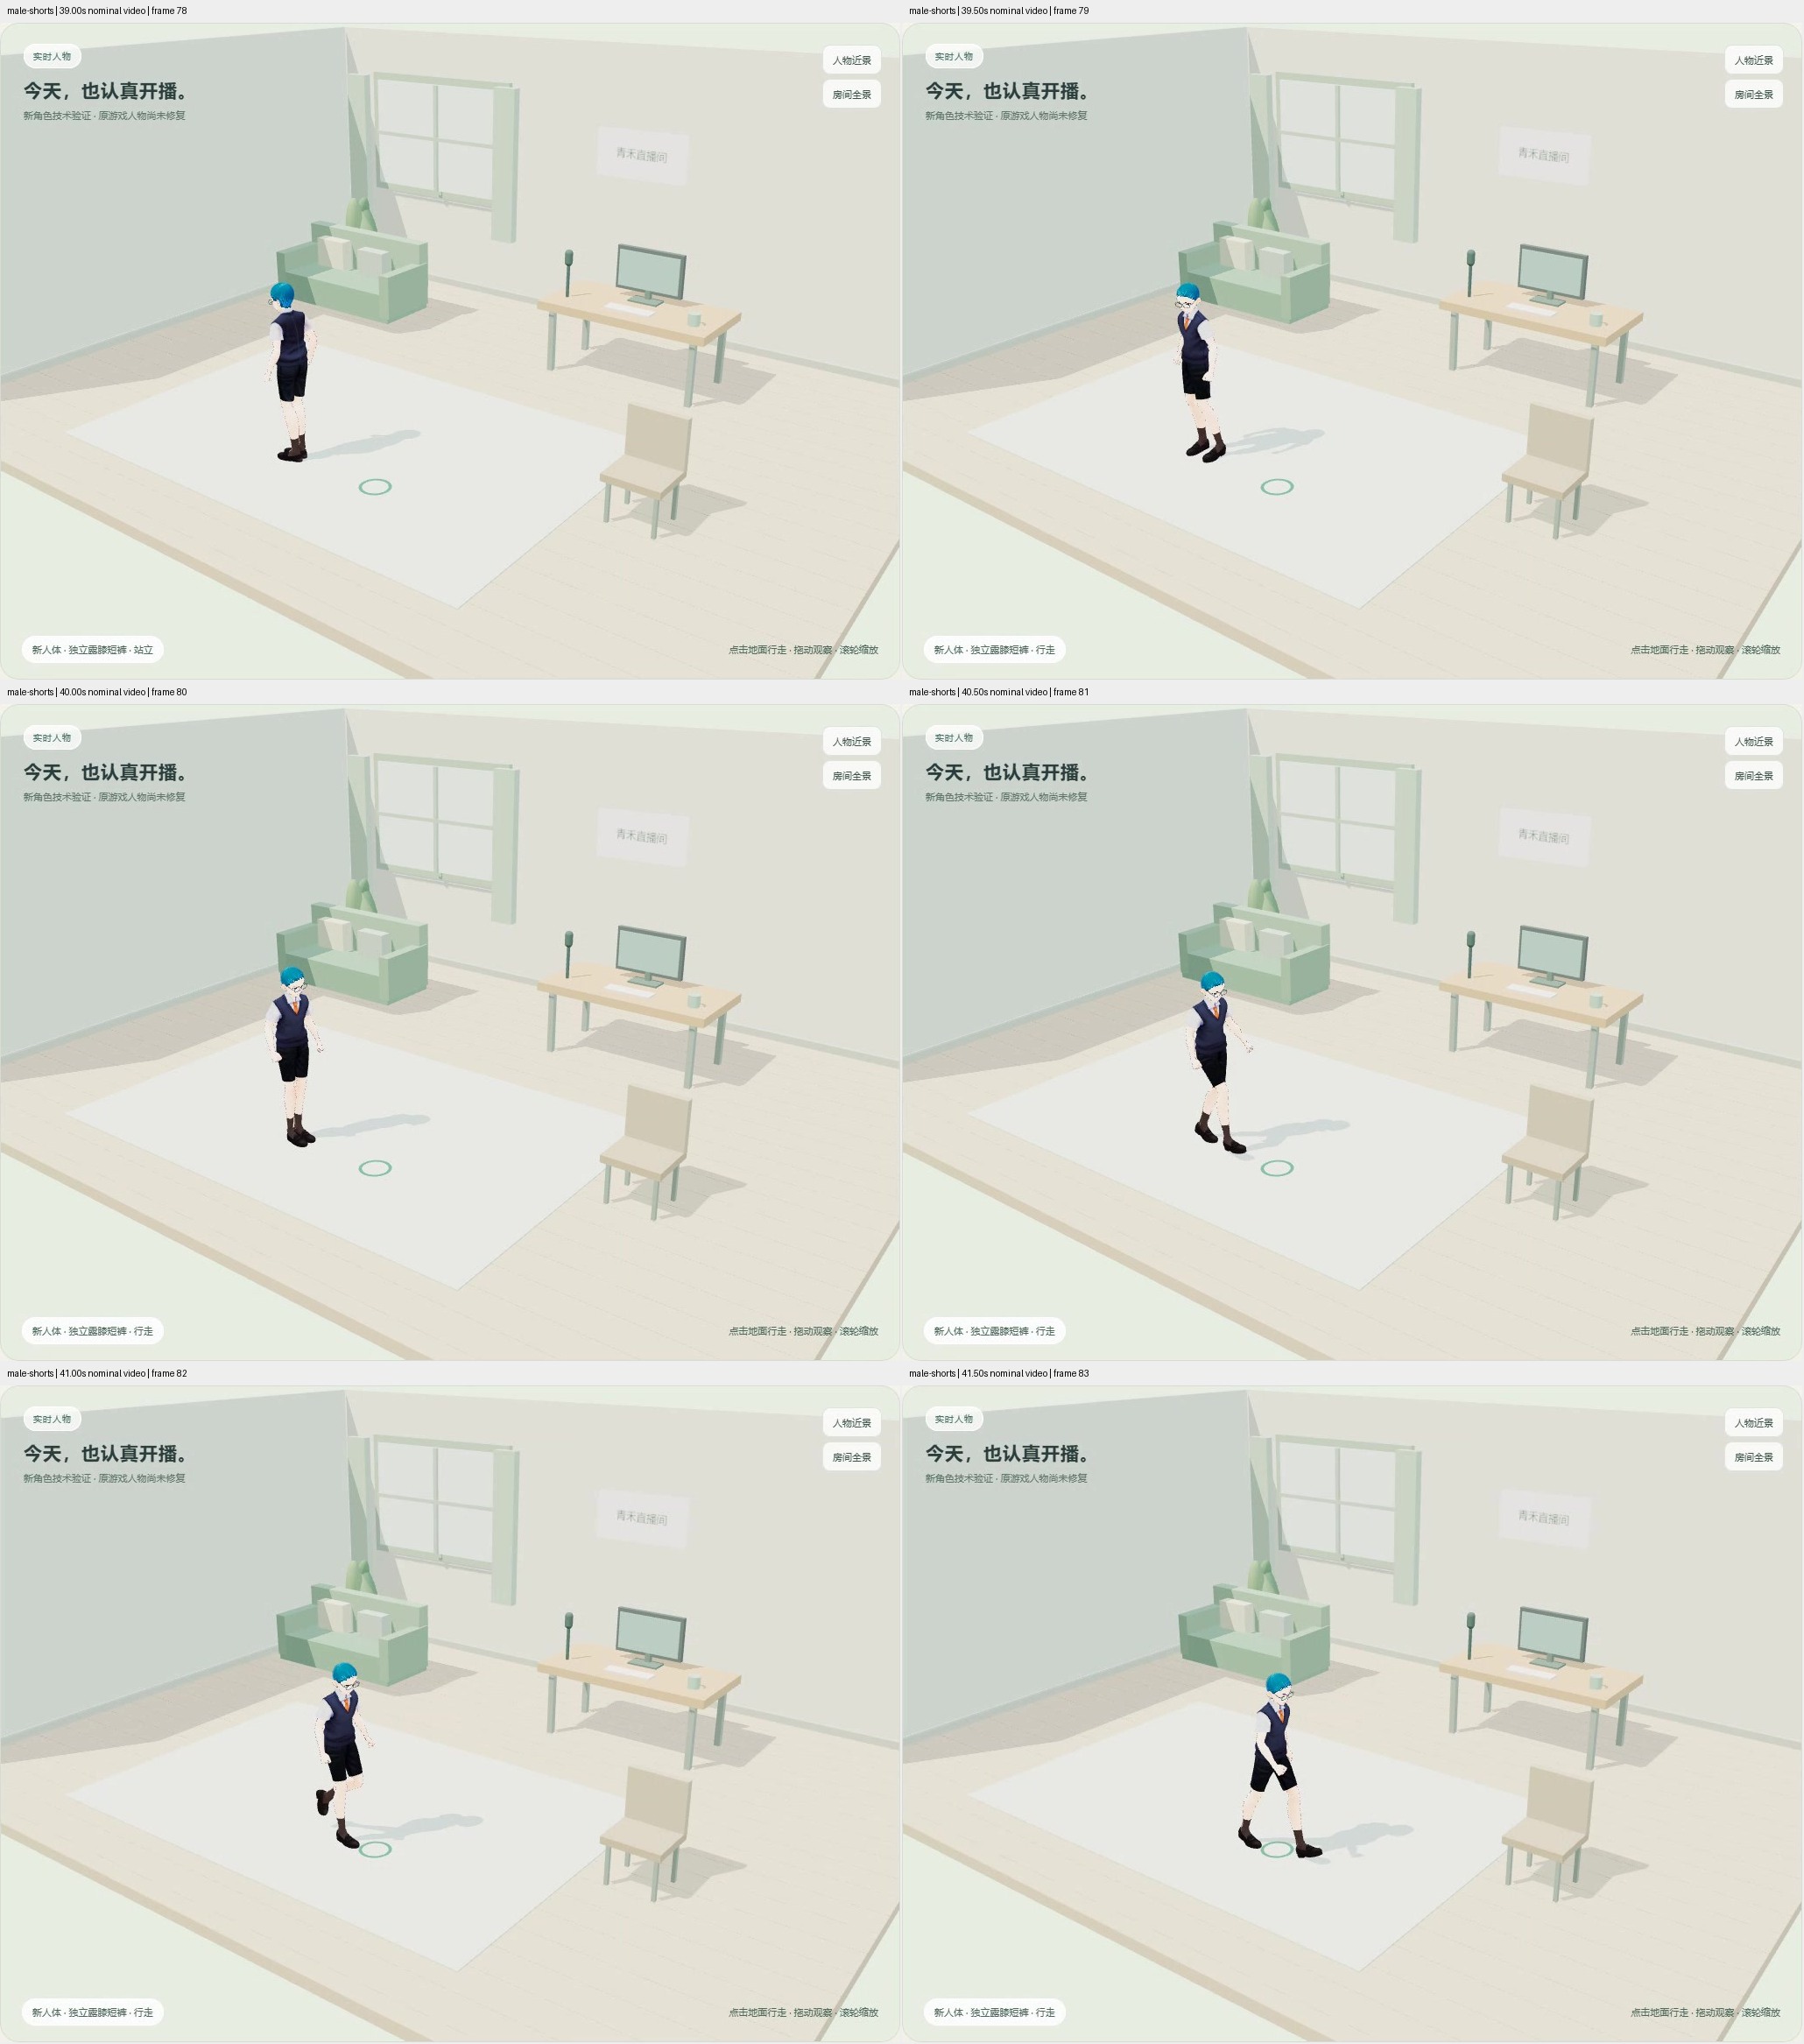 male-shorts | 39.00s nominal video | frame 78
实时人物
人物近景
今天，也认真开播。
房间全景
新角色技术验证 · 原游戏人物尚未修复
青禾直播间
新人体 · 独立露膝短裤 · 站立
点击地面行走 · 拖动观察 · 滚轮缩放
male-shorts | 39.50s nominal video | frame 79
实时人物
人物近景
今天，也认真开播。
房间全景
新角色技术验证 · 原游戏人物尚未修复
青禾直播间
新人体 · 独立露膝短裤 · 行走
点击地面行走 · 拖动观察 · 滚轮缩放
male-shorts | 40.00s nominal video | frame 80
实时人物
人物近景
今天，也认真开播。
房间全景
新角色技术验证 · 原游戏人物尚未修复
青禾直播间
新人体 · 独立露膝短裤 · 行走
点击地面行走 · 拖动观察 · 滚轮缩放
male-shorts | 40.50s nominal video | frame 81
实时人物
人物近景
今天，也认真开播。
房间全景
新角色技术验证 · 原游戏人物尚未修复
青禾直播间
新人体 · 独立露膝短裤 · 行走
点击地面行走 · 拖动观察 · 滚轮缩放
male-shorts | 41.00s nominal video | frame 82
实时人物
人物近景
今天，也认真开播。
房间全景
新角色技术验证 · 原游戏人物尚未修复
青禾直播间
新人体 · 独立露膝短裤 · 行走
点击地面行走 · 拖动观察 · 滚轮缩放
male-shorts | 41.50s nominal video | frame 83
实时人物
人物近景
今天，也认真开播。
房间全景
新角色技术验证 · 原游戏人物尚未修复
青禾直播间
新人体 · 独立露膝短裤 · 行走
点击地面行走 · 拖动观察 · 滚轮缩放